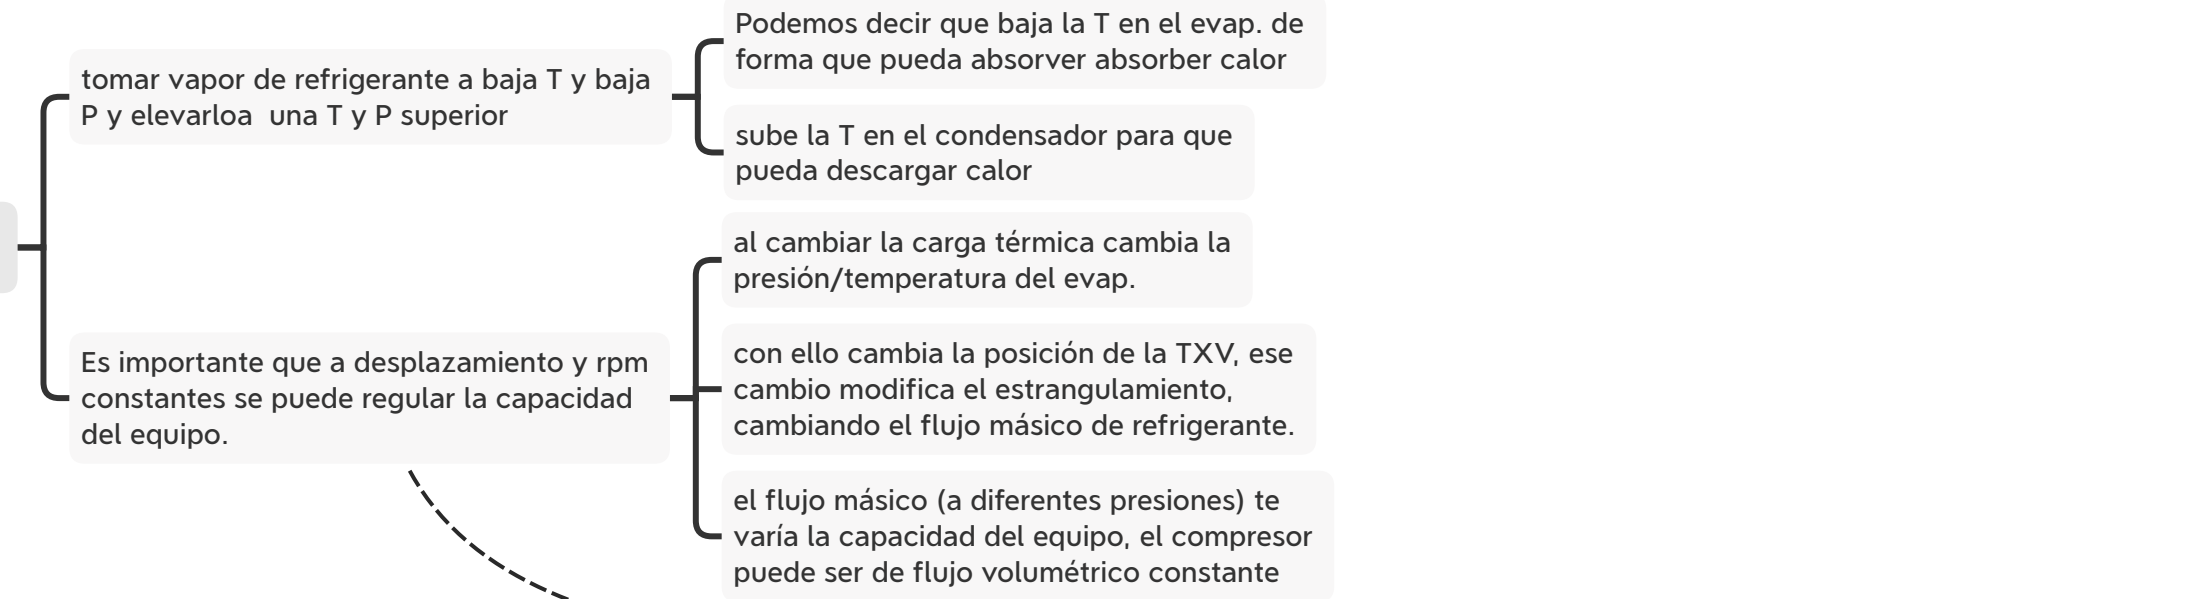 tomar vapor de refrigerante a baja T y baja
P y elevarloa  una T y P superior
Podemos decir que baja la T en el evap. de
forma que pueda absorver absorber calor
sube la T en el condensador para que
pueda descargar calor
Es importante que a desplazamiento y rpm
constantes se puede regular la capacidad
del equipo.
al cambiar la carga térmica cambia la
presión/temperatura del evap.
con ello cambia la posición de la TXV, ese
cambio modifica el estrangulamiento,
cambiando el flujo másico de refrigerante.
el flujo másico (a diferentes presiones) te
varía la capacidad del equipo, el compresor
puede ser de flujo volumétrico constante